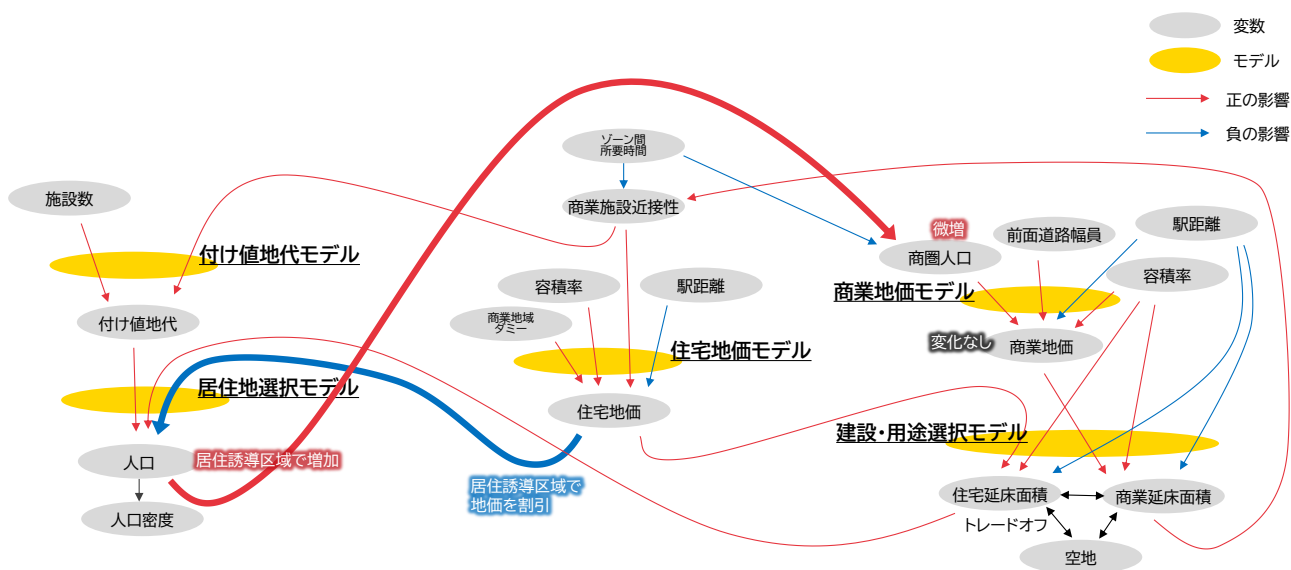 変数
モデル
正の影響
負の影響
ゾーン間
所要時間
施設数
商業施設近接性
微増
前面道路幅員
駅距離
付け値地代モデル
商圏人口
容積率
容積率
駅距離
商業地価モデル
付け値地代
商業地域
ダミー
変化なし
商業地価
住宅地価モデル
居住地選択モデル
住宅地価
建設・用途選択モデル
人口
居住誘導区域で増加
居住誘導区域で
地価を割引
住宅延床面積
商業延床面積
人口密度
トレードオフ
空地